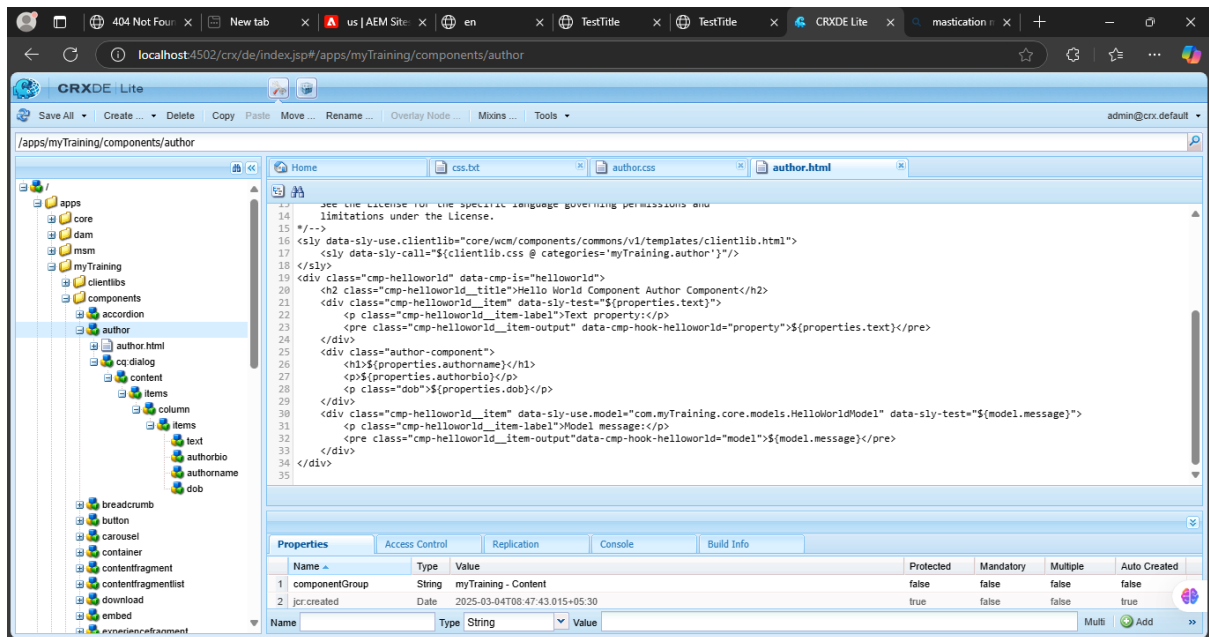 404 Not Foun
New tab
us | AEM Site
en
TestTitle
TestTitle
CRXDE Lite
mastication n
localhost:4502/crx/de/index.jsp#/apps/myTraining/components/author
CRXDE Lite
Save All Create ... Delete Copy Paste Move ... Rename ... Overlay Node ... Mixins ... Tools admin@crx.default
/apps/myTraining/components/author
Home css.txt author.css author.html
/
apps
core
dam
msm
myTraining
clientlibs
components
accordion
author
author.html
cq:dialog
content
items
column
items
text
authorbio
authorname
dob
breadcrumb
button
carousel
container
contentfragment
contentfragmentlist
download
embed
experiencefragment
13 See the License for the specific language governing permissions and
14 limitations under the License.
15 */-->
16 <sly data-sly-use.clientlib="core/wcm/components/commons/v1/templates/clientlib.html">
17 <sly data-sly-call="${clientlib.css @ categories='myTraining.author'}"/>
18 </sly>
19 <div class="cmp-helloworld" data-cmp-is="helloworld">
20 <h2 class="cmp-helloworld__title">Hello World Component Author Component</h2>
21 <div class="cmp-helloworld__item" data-sly-test="${properties.text}">
22 <p class="cmp-helloworld__item-label">Text property:</p>
23 <pre class="cmp-helloworld__item-output" data-cmp-hook-helloworld="property">${properties.text}</pre>
24 </div>
25 <div class="author-component">
26 <h1>${properties.authorname}</h1>
27 <p>${properties.authorbio}</p>
28 <p class="dob">${properties.dob}</p>
29 </div>
30 <div class="cmp-helloworld__item" data-sly-use.model="com.myTraining.core.models.HelloWorldModel" data-sly-test="${model.message}">
31 <p class="cmp-helloworld__item-label">Model message:</p>
32 <pre class="cmp-helloworld__item-output"data-cmp-hook-helloworld="model">${model.message}</pre>
33 </div>
34 </div>
35
Properties Access Control Replication Console Build Info
Name Type Value Protected Mandatory Multiple Auto Created
1 componentGroup String myTraining - Content false false false false
2 jcr:created Date 2025-03-04T08:47:43.015+05:30 true false false true
Name Type String Value Multi Add »